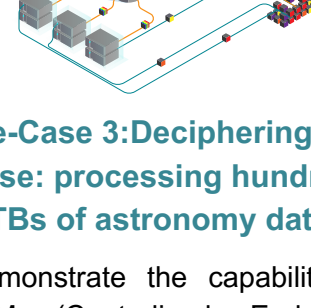 e-Case 3:Deciphering
se: processing hundr
TBs of astronomy dat
monstrate the capabilit